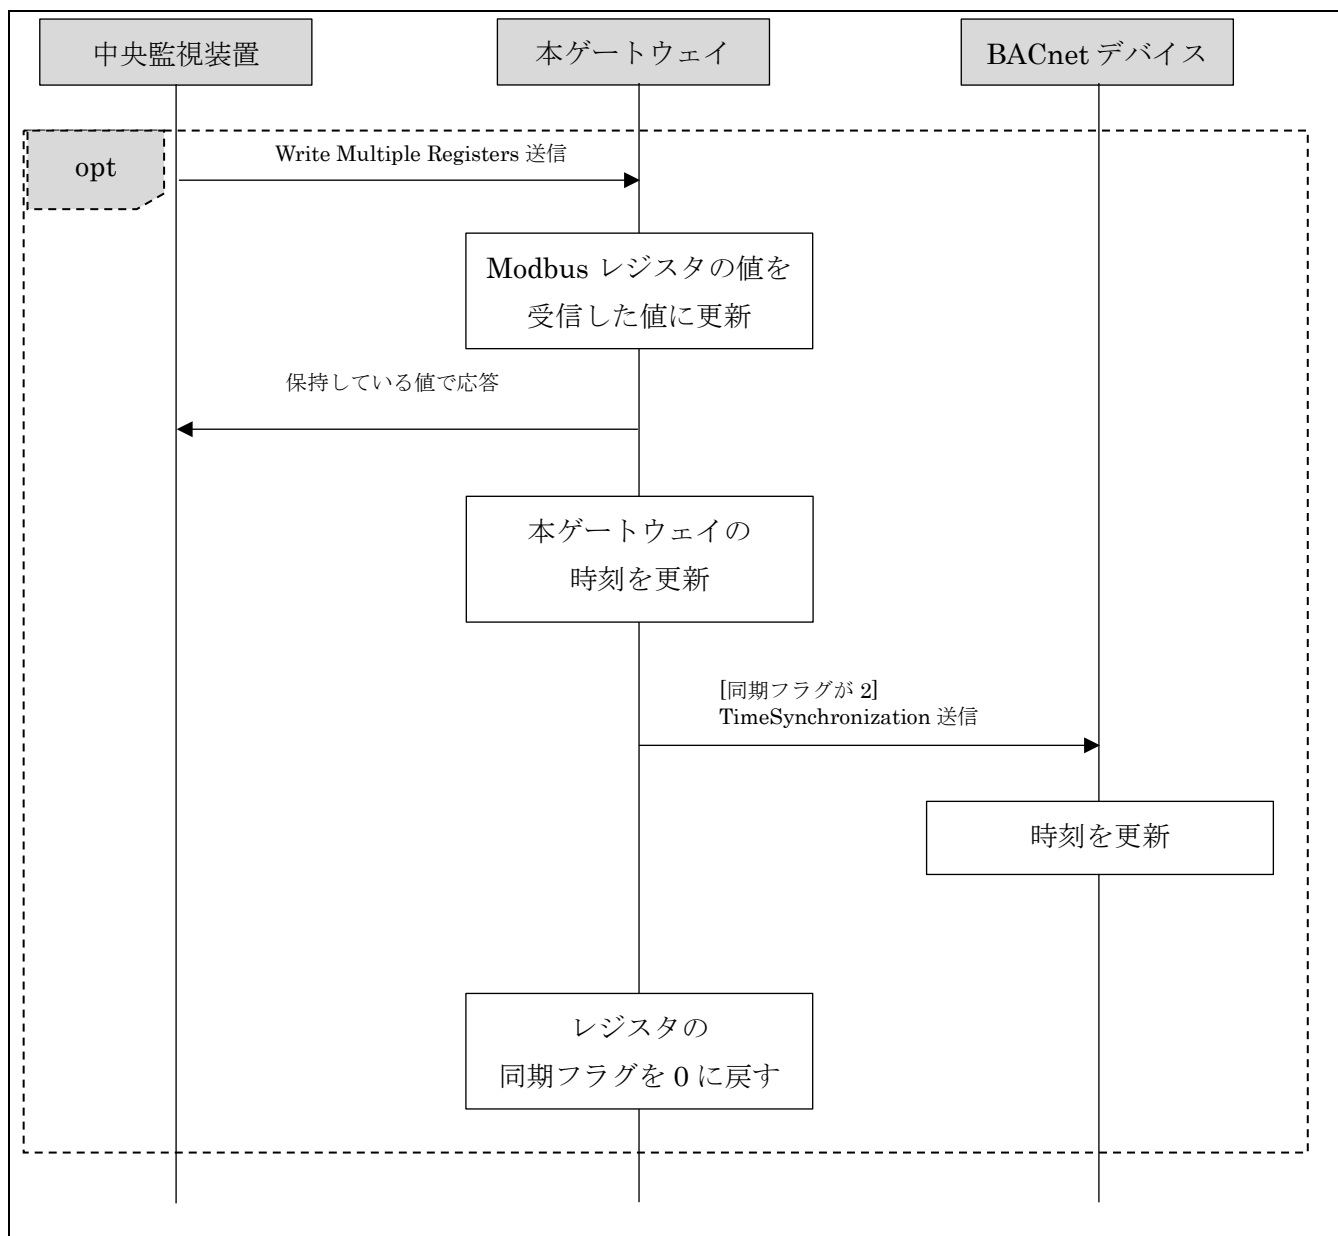 中央監視装置
本ゲートウェイ
BACnet デバイス
opt
Write Multiple Registers 送信
Modbus レジスタの値を
受信した値に更新
保持している値で応答
本ゲートウェイの
時刻を更新
[同期フラグが 2]
TimeSynchronization 送信
時刻を更新
レジスタの
同期フラグを 0 に戻す